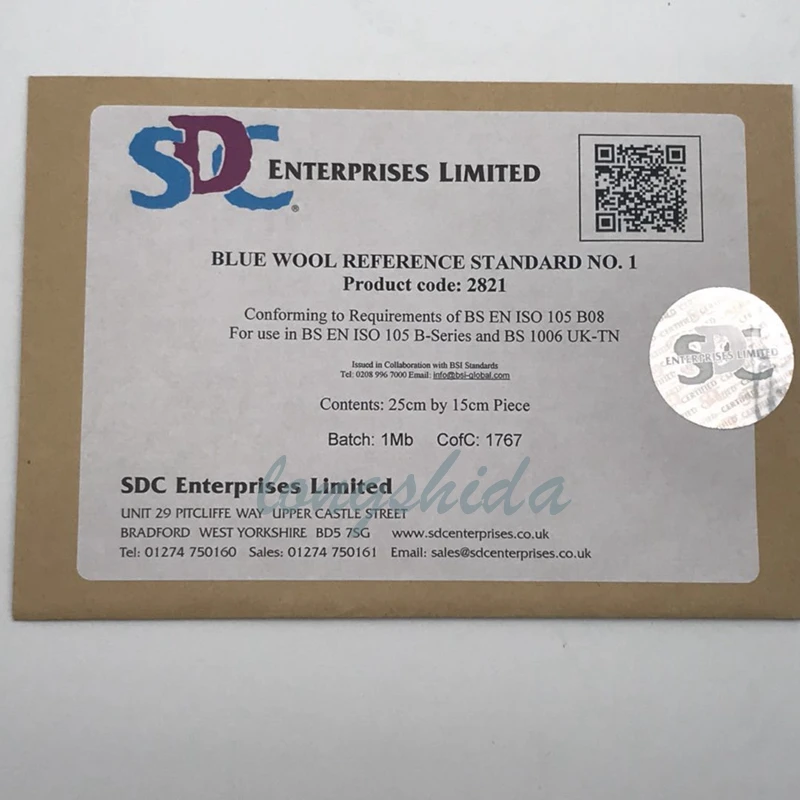 SDC ENTERPRISES LIMITED
®
BLUE WOOL REFERENCE STANDARD NO. 1
Product code: 2821
Conforming to Requirements of BS EN ISO 105 B08
For use in BS EN ISO 105 B-Series and BS 1006 UK-TN
Issued in Collaboration with BSI Standards
Tel: 0208 996 7000 Email: info@bsi-global.com
Contents: 25cm by 15cm Piece
Batch: 1Mb CofC: 1767
SDC Enterprises Limited
longshida
UNIT 29 PITCLIFFE WAY UPPER CASTLE STREET
BRADFORD WEST YORKSHIRE BD5 7SG www.sdcenterprises.co.uk
Tel: 01274 750160 Sales: 01274 750161 Email: sales@sdcenterprises.co.uk
SDC
ENTERPRISES LIMITED